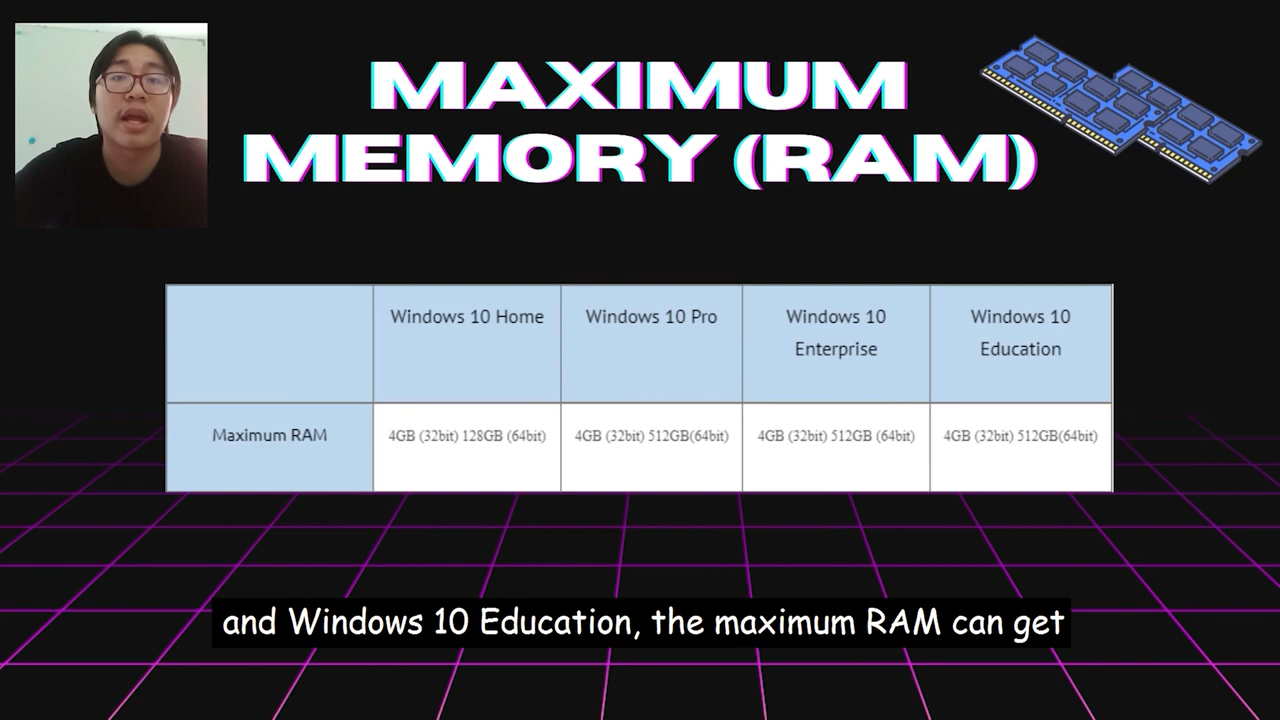 MAXIMUM
MEMORY (RAM)
Windows 10 Home Windows 10 Pro Windows 10 Windows 10
Enterprise Education
Maximum RAM 4GB (32bit) 128GB (64bit) 4GB (32bit) 512GB(64bit) 4GB (32bit) 512GB (64bit) 4GB (32bit) 512GB(64bit)
and Windows 10 Education, the maximum RAM can get